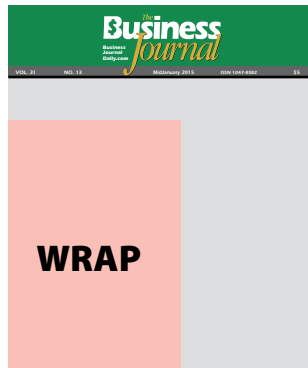 The
Business
Journal
Business
Journal
Daily.com
VOL. 31 NO. 13 MidJanuary 2015 ISSN 1047-8582 $5
WRAP